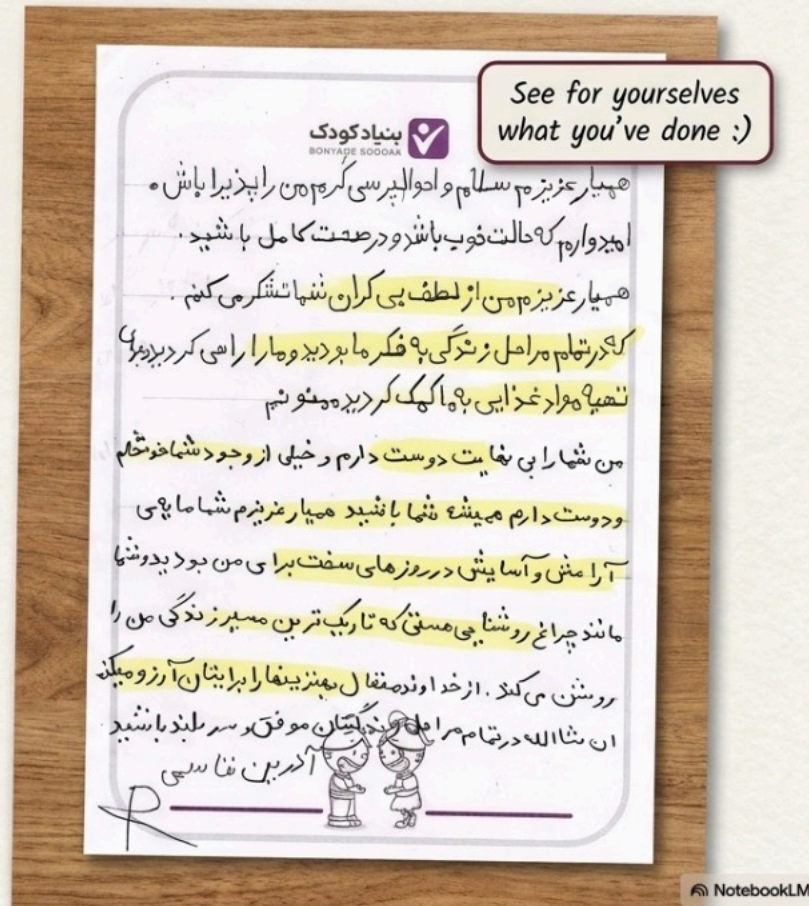 See for yourselves
what you've done :)
بنیاد کودک
BONYADE KOODAK
همیار عزیزم سلام و احوالپرسی گرم من را پذیرا باش.
امیدوارم که حالت خوب باشد و در صحت کامل باشید.
همیار عزیزم من از لطف بی کران شما تشکر می کنم.
که در تمام مراحل زندگی به فکر ما بودید و ما را راهی کردید و برای
تهیه مواد غذایی به ما کمک کردید ممنونم
من شما را بی نهایت دوست دارم و خیلی از وجود شما خوشحالم
و دوست دارم همیشه شما باشید همیار عزیزم شما مایه‌ی
آرامش و آسایش در روزهای سخت برای من بودید و شما
مانند چراغ روشنایی هستی که تاریک ترین مسیر زندگی من را
روشن می کند. از خداوند متعال بهترینها را برایتان آرزو میکنم
ان شاالله در تمام مراحل زندگیتان موفق و سربلند باشید
آدرین
NotebookLM